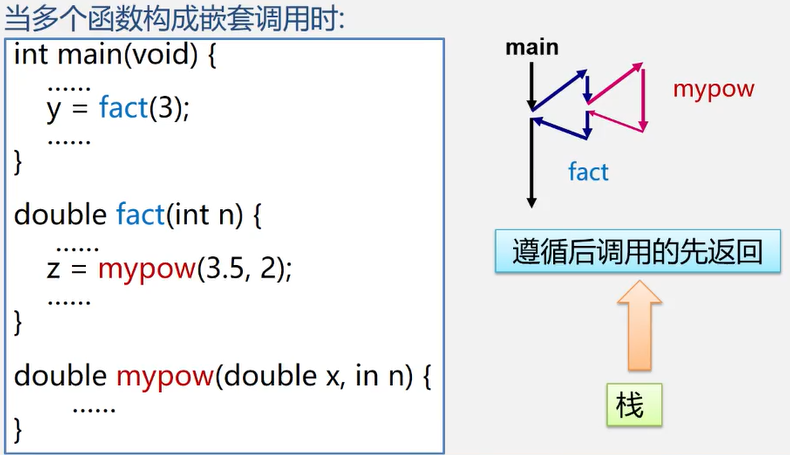 当多个函数构成嵌套调用时:
int main(void) {
......
y = fact(3);
......
}
double fact(int n) {
......
z = mypow(3.5, 2);
......
}
double mypow(double x, in n) {
......
}
main
mypow
fact
遵循后调用的先返回
栈